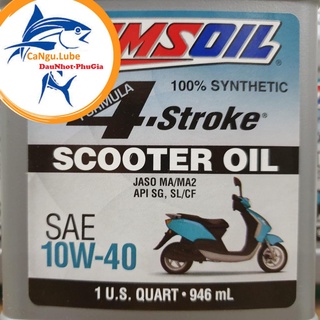 CaNgu.Lube
DauNhot-PhuGia
MSOIL
100% SYNTHETIC
FORMULA
4-Stroke®
SCOOTER OIL
JASO MA/MA2
API SG, SL/CF
SAE
10W-40
1 U.S. QUART • 946 mL